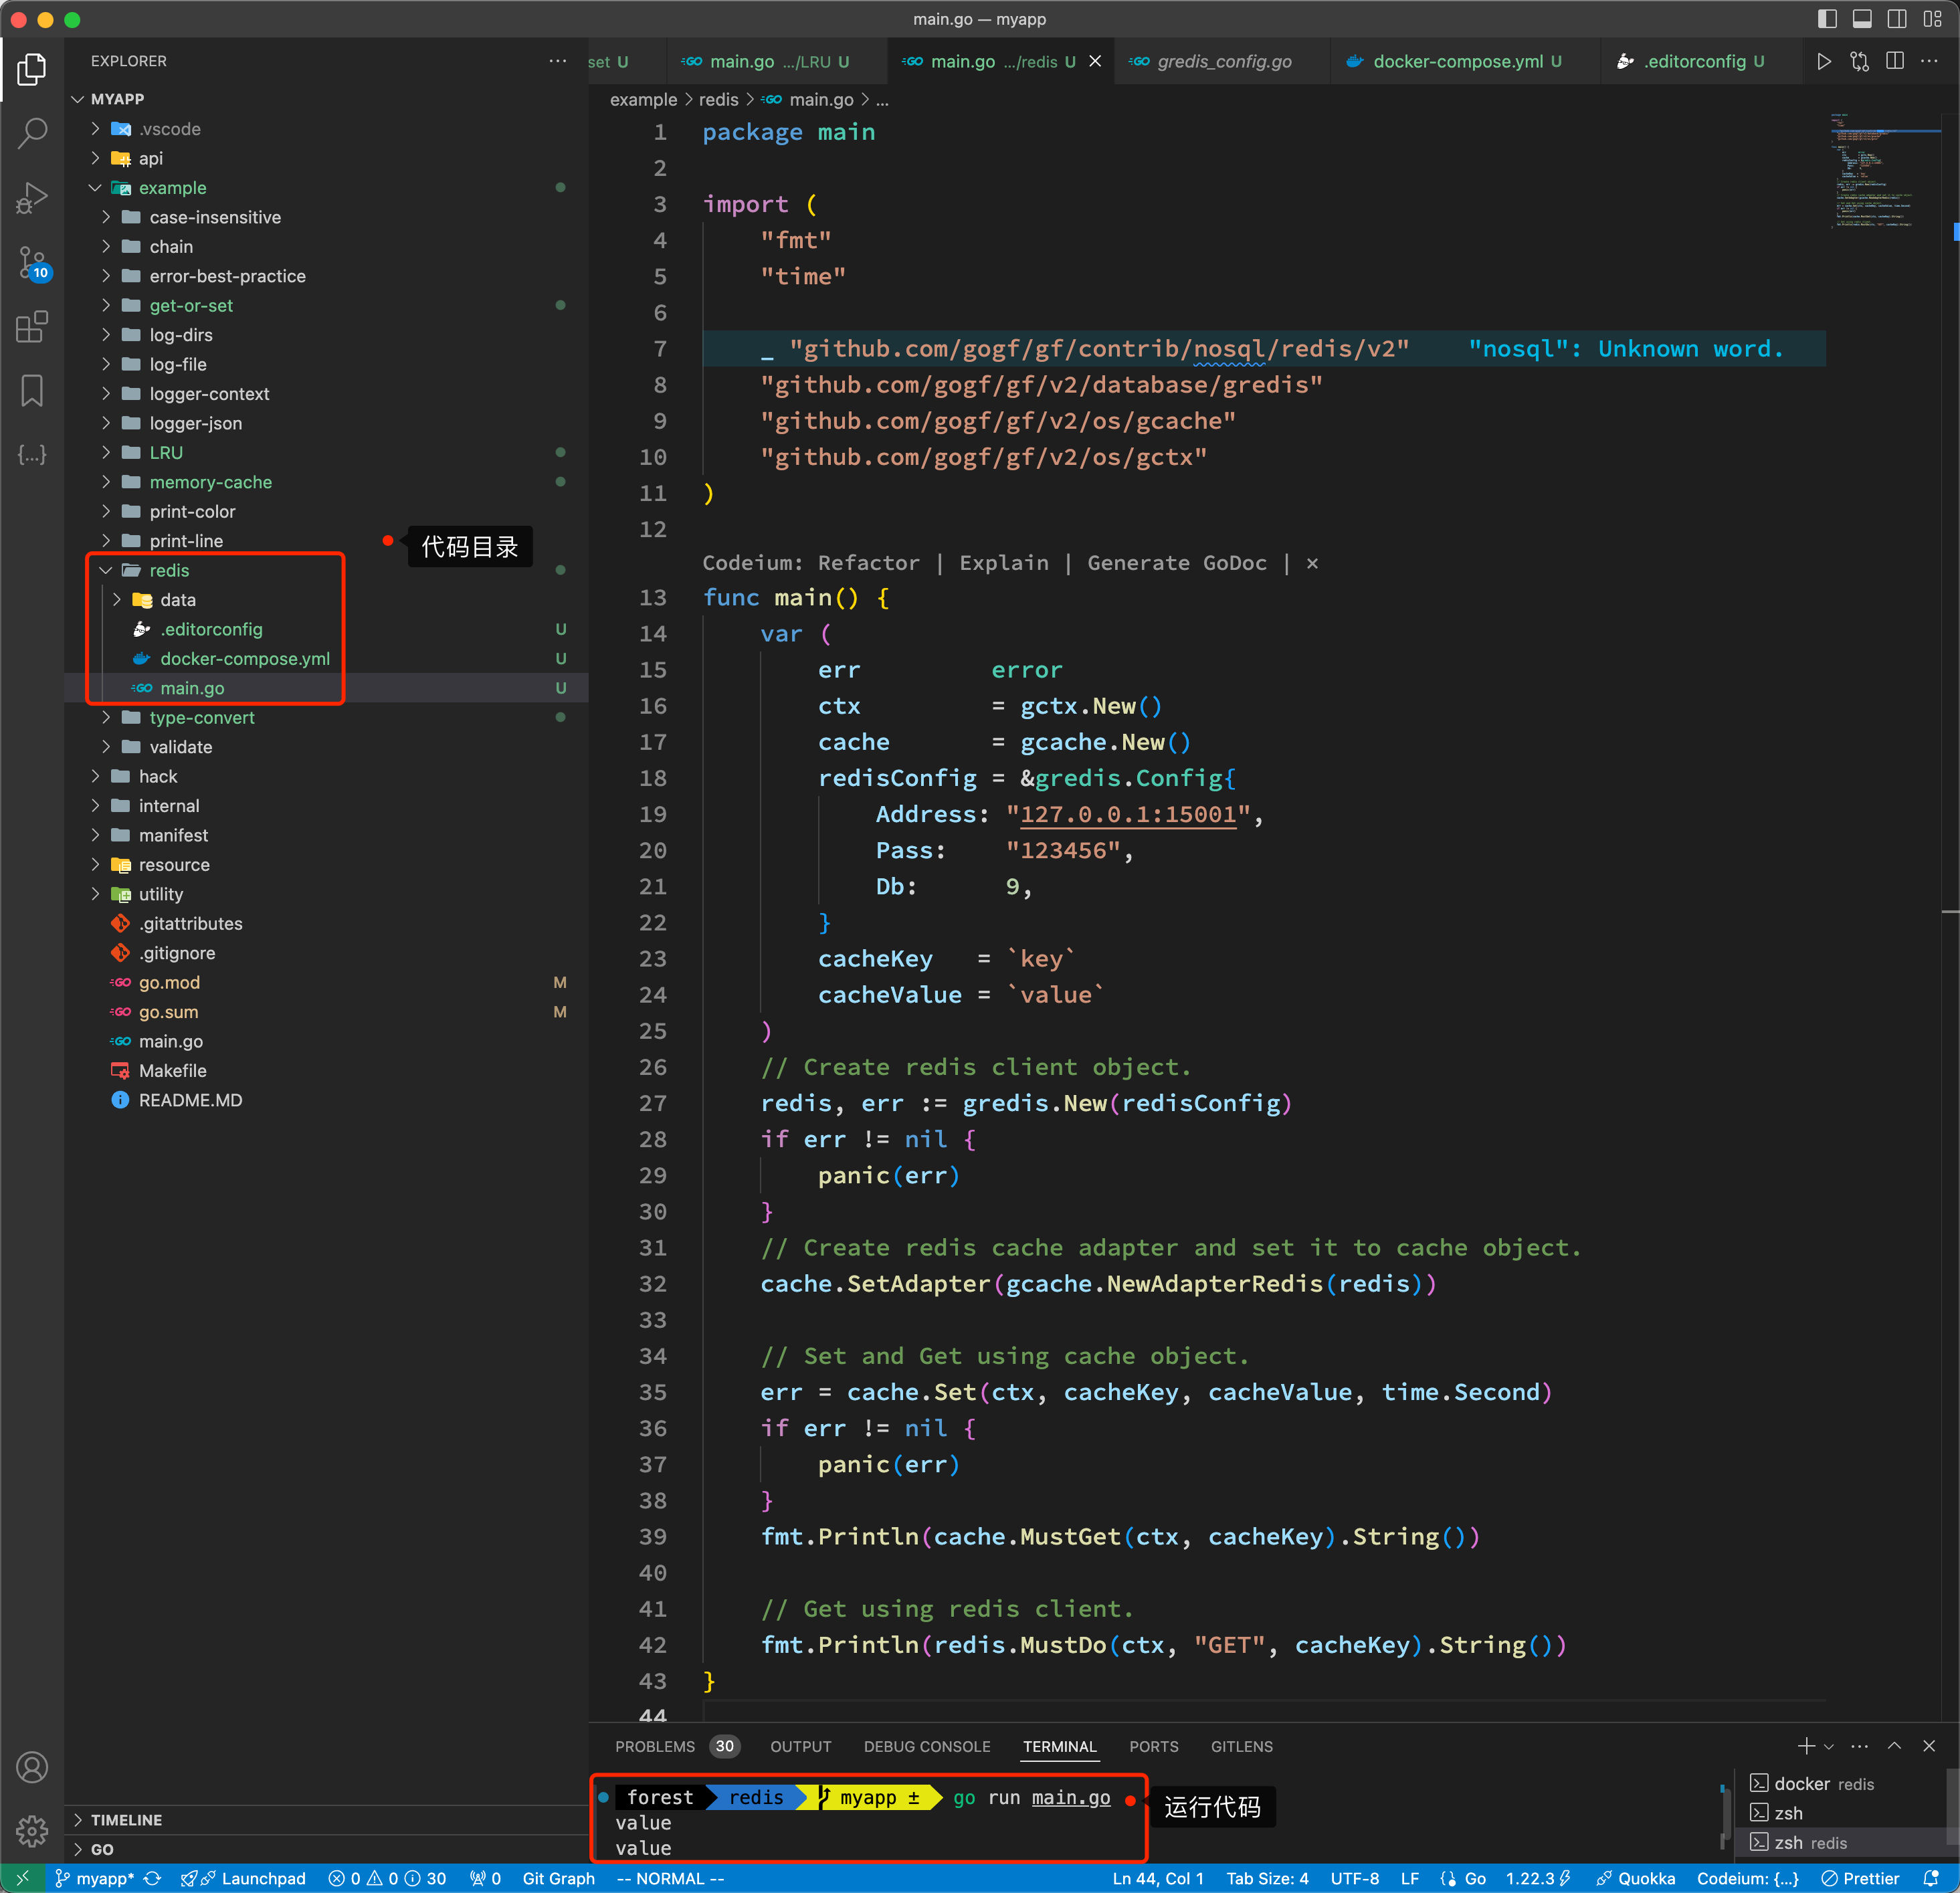 main.go — myapp
EXPLORER
set U
main.go .../LRU U
main.go .../redis U
gredis_config.go
docker-compose.yml U
.editorconfig U
example > redis > main.go > ...
MYAPP
.vscode
api
example
case-insensitive
chain
error-best-practice
get-or-set
log-dirs
log-file
logger-context
logger-json
LRU
memory-cache
print-color
print-line
代码目录
redis
data
.editorconfig U
docker-compose.yml U
main.go U
type-convert
validate
hack
internal
manifest
resource
utility
.gitattributes
.gitignore
go.mod M
go.sum M
main.go
Makefile
README.MD
10
TIMELINE
GO
1 package main
2
3 import (
4 "fmt"
5 "time"
6
7 _ "github.com/gogf/gf/contrib/nosql/redis/v2" "nosql": Unknown word.
8 "github.com/gogf/gf/v2/database/gredis"
9 "github.com/gogf/gf/v2/os/gcache"
10 "github.com/gogf/gf/v2/os/gctx"
11 )
12
Codeium: Refactor | Explain | Generate GoDoc | ×
13 func main() {
14 var (
15 err error
16 ctx = gctx.New()
17 cache = gcache.New()
18 redisConfig = &gredis.Config{
19 Address: "127.0.0.1:15001",
20 Pass: "123456",
21 Db: 9,
22 }
23 cacheKey = `key`
24 cacheValue = `value`
25 )
26 // Create redis client object.
27 redis, err := gredis.New(redisConfig)
28 if err != nil {
29 panic(err)
30 }
31 // Create redis cache adapter and set it to cache object.
32 cache.SetAdapter(gcache.NewAdapterRedis(redis))
33
34 // Set and Get using cache object.
35 err = cache.Set(ctx, cacheKey, cacheValue, time.Second)
36 if err != nil {
37 panic(err)
38 }
39 fmt.Println(cache.MustGet(ctx, cacheKey).String())
40
41 // Get using redis client.
42 fmt.Println(redis.MustDo(ctx, "GET", cacheKey).String())
43 }
44
PROBLEMS 30 OUTPUT DEBUG CONSOLE TERMINAL PORTS GITLENS
forest redis myapp ± go run main.go
运行代码
value
value
docker redis
zsh
zsh redis
myapp* Launchpad 0 0 30 0 Git Graph -- NORMAL -- Ln 44, Col 1 Tab Size: 4 UTF-8 LF Go 1.22.3 Quokka Codeium: {...} Prettier